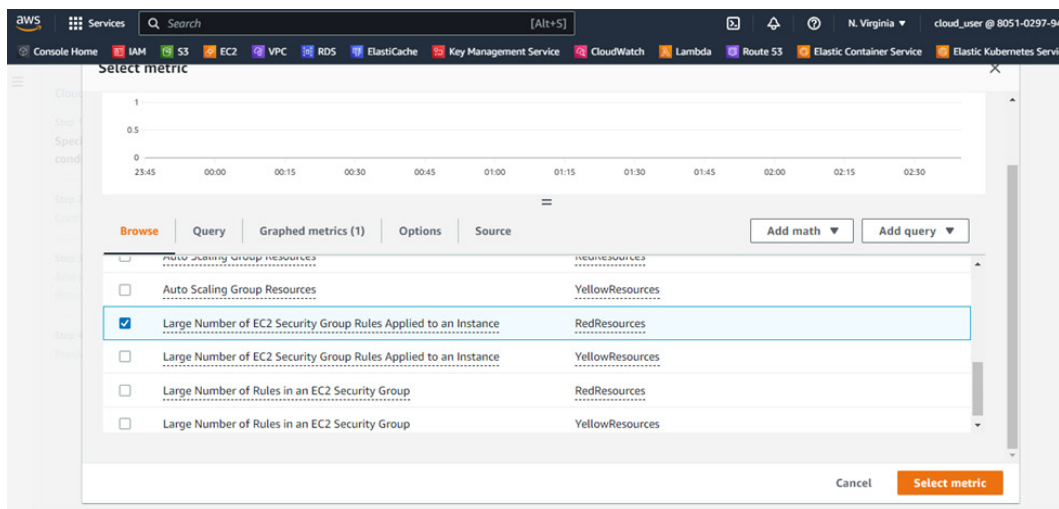 aws Services Search [Alt+S] N. Virginia ▼ cloud_user @ 8051-0297-94
Console Home IAM S3 EC2 VPC RDS ElastiCache Key Management Service CloudWatch Lambda Route 53 Elastic Container Service Elastic Kubernetes Servi
Select metric
1
0.5
0
23:45 00:00 00:15 00:30 00:45 01:00 01:15 01:30 01:45 02:00 02:15 02:30
Browse Query Graphed metrics (1) Options Source Add math ▼ Add query ▼
Auto Scaling Group Resources RedResources
Auto Scaling Group Resources YellowResources
Large Number of EC2 Security Group Rules Applied to an Instance RedResources
Large Number of EC2 Security Group Rules Applied to an Instance YellowResources
Large Number of Rules in an EC2 Security Group RedResources
Large Number of Rules in an EC2 Security Group YellowResources
Cancel Select metric